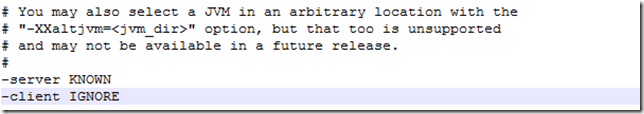 # You may also select a JVM in an arbitrary location with the
# "-XXaltjvm=<jvm_dir>" option, but that too is unsupported
# and may not be available in a future release.
#
-server KNOWN
-client IGNORE